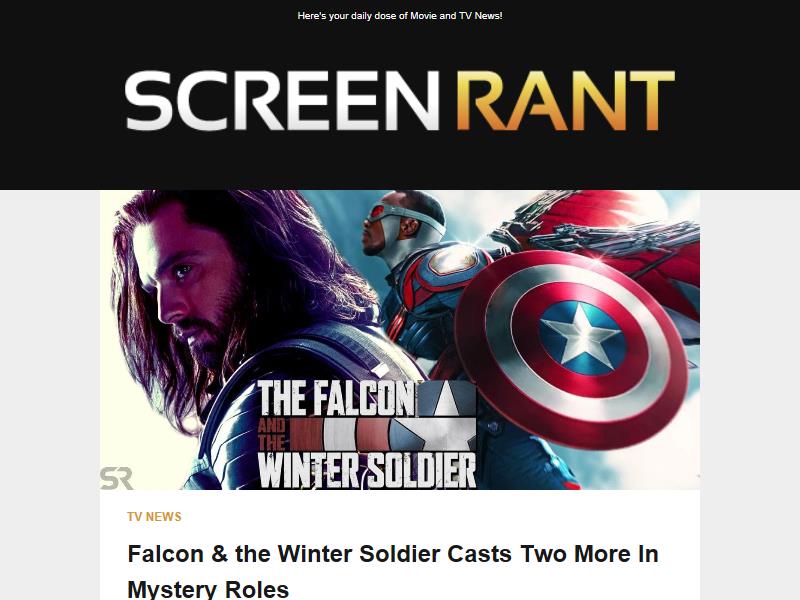 Here's your daily dose of Movie and TV News!
SCREEN RANT
THE FALCON
AND
THE
WINTER SOLDIER
SR
TV NEWS
Falcon & the Winter Soldier Casts Two More In
Mystery Roles